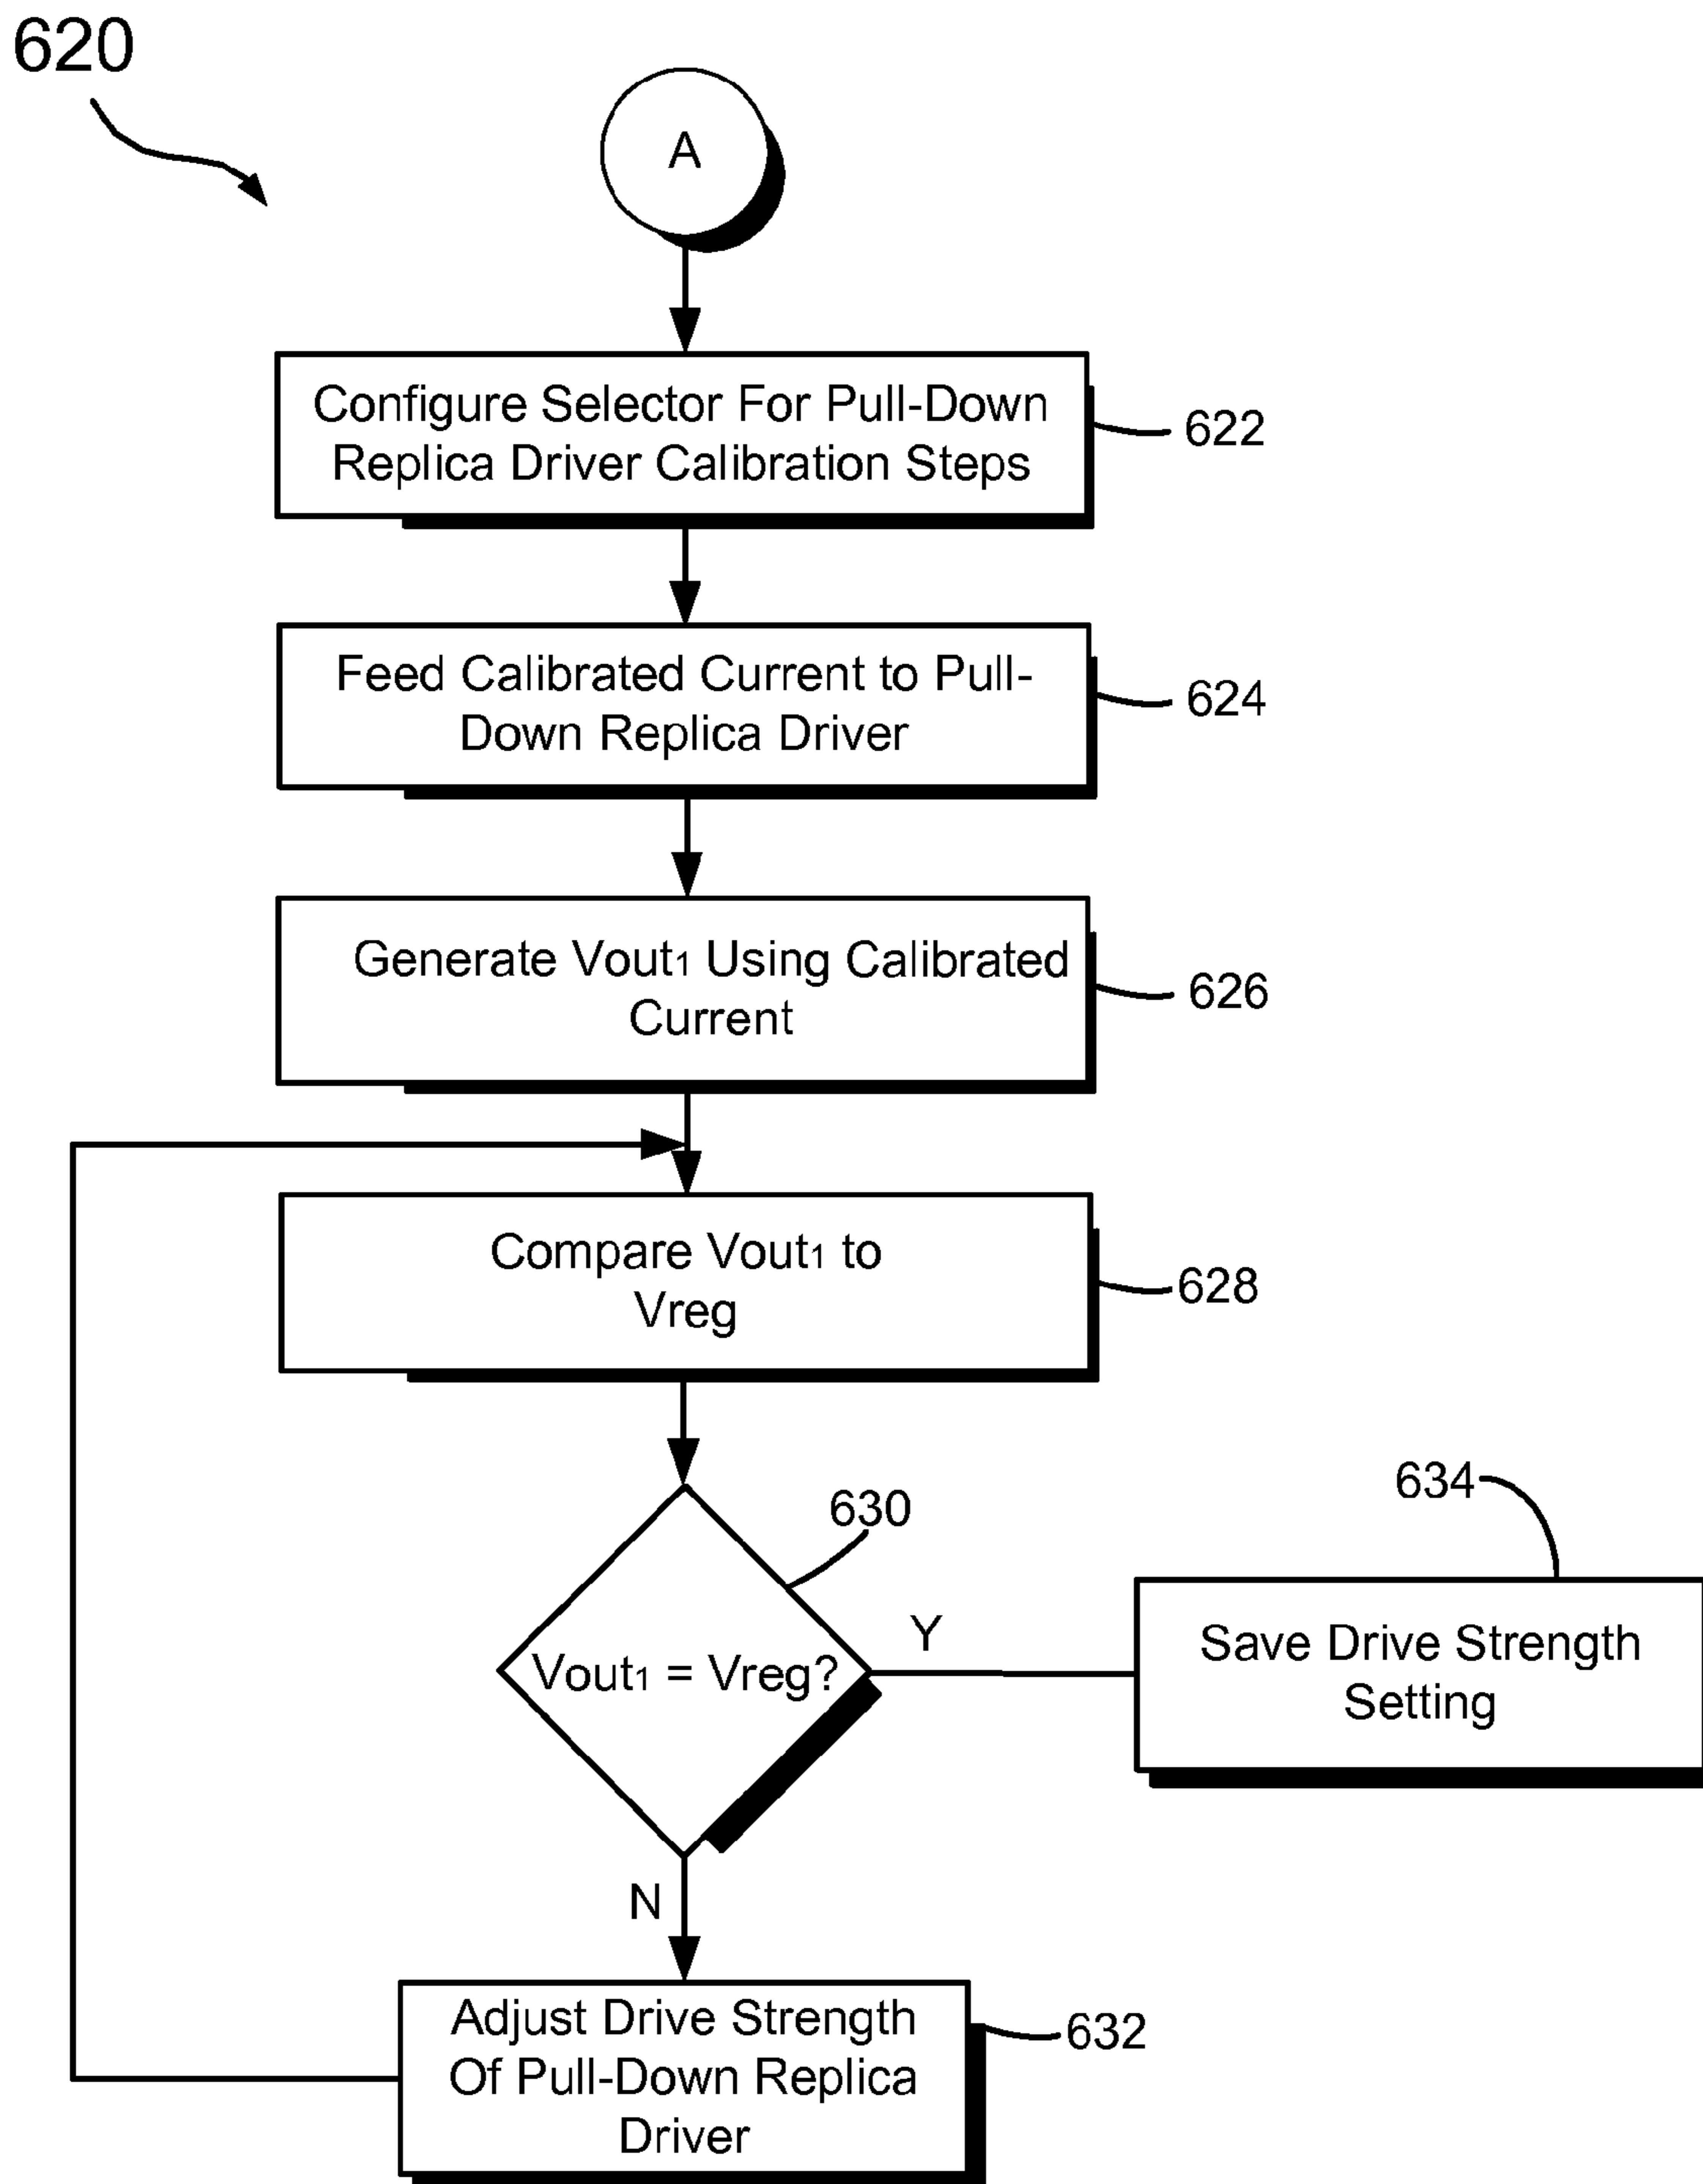 620
A
Configure Selector For Pull-Down
Replica Driver Calibration Steps
622
Feed Calibrated Current to Pull-
Down Replica Driver
624
Generate Vout₁ Using Calibrated
Current
626
Compare Vout₁ to
Vreg
628
630
634
Vout₁ = Vreg?
Y
Save Drive Strength
Setting
N
Adjust Drive Strength
Of Pull-Down Replica
Driver
632